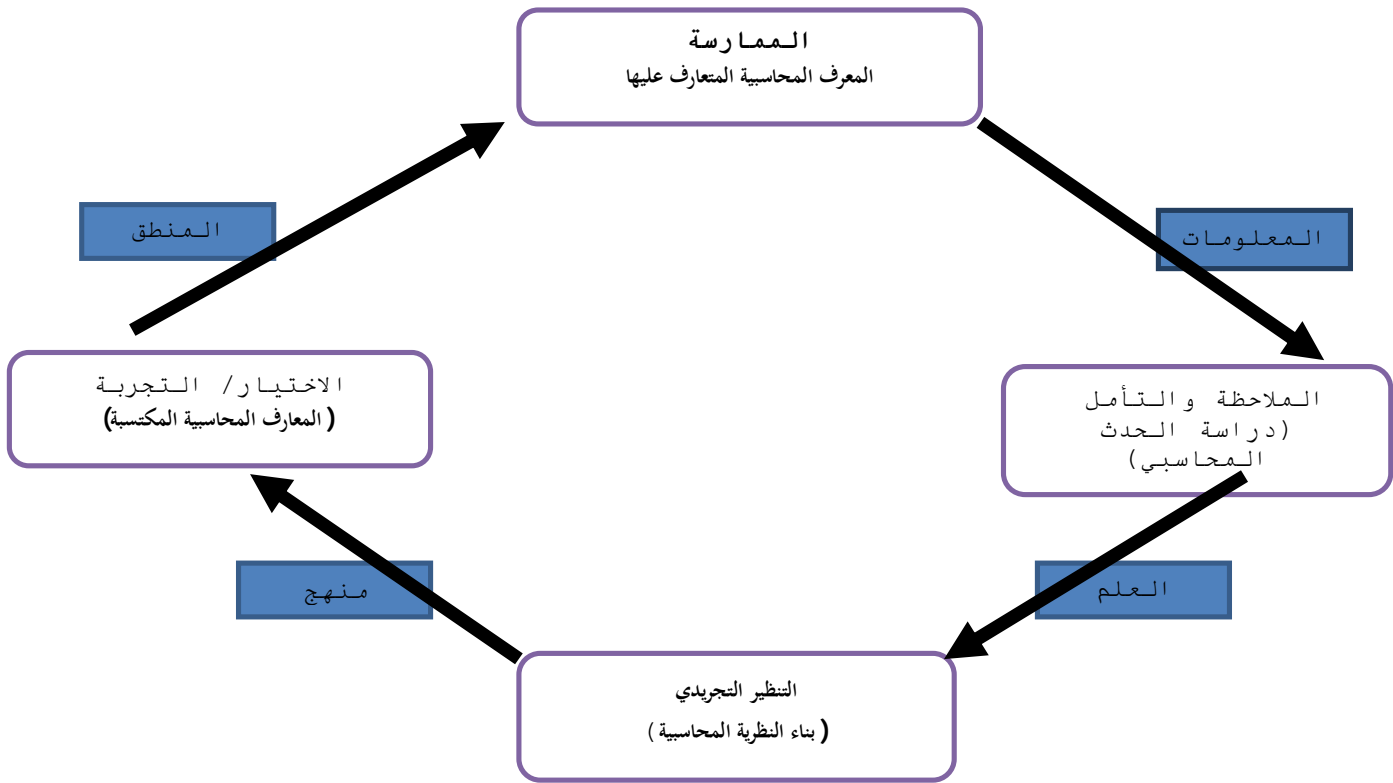 الممارسة
المعرف المحاسبية المتعارف عليها
المنطق
المعلومات
الاختيار/ التجربة
(المعارف المحاسبية المكتسبة)
الملاحظة والتأمل
(دراسة الحدث
المحاسبي)
منهج
العلم
التنظير التجريدي
(بناء النظرية المحاسبية)